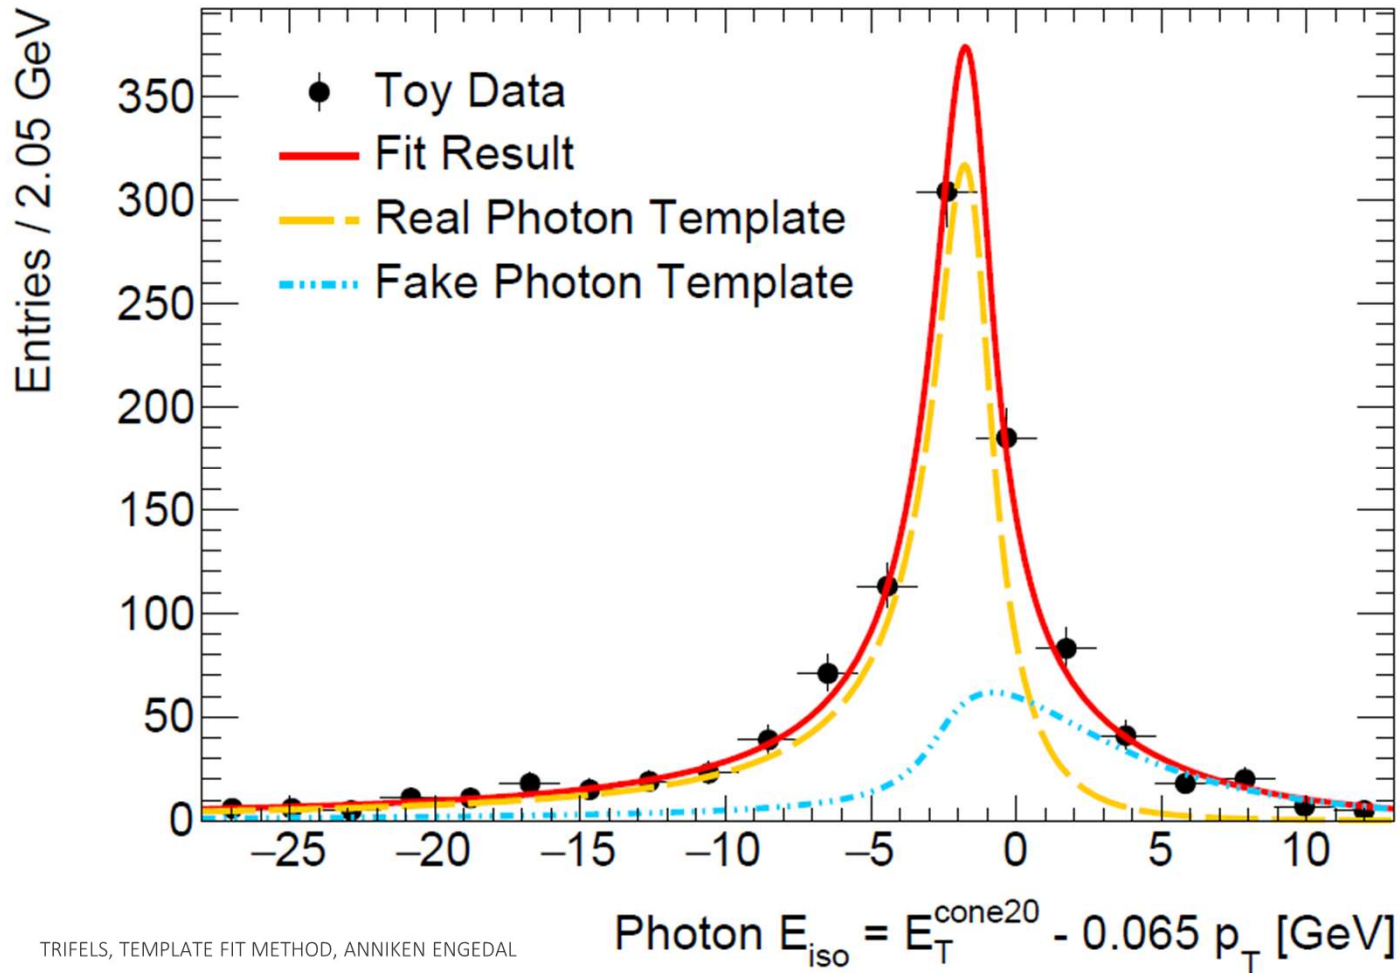 Entries / 2.05 GeV
350
300
250
200
150
100
50
0
Toy Data
Fit Result
Real Photon Template
Fake Photon Template
−25 −20 −15 −10 −5 0 5 10
Photon E_iso = E_T^cone20 - 0.065 p_T [GeV]
TRIFELS, TEMPLATE FIT METHOD, ANNIKEN ENGEDAL